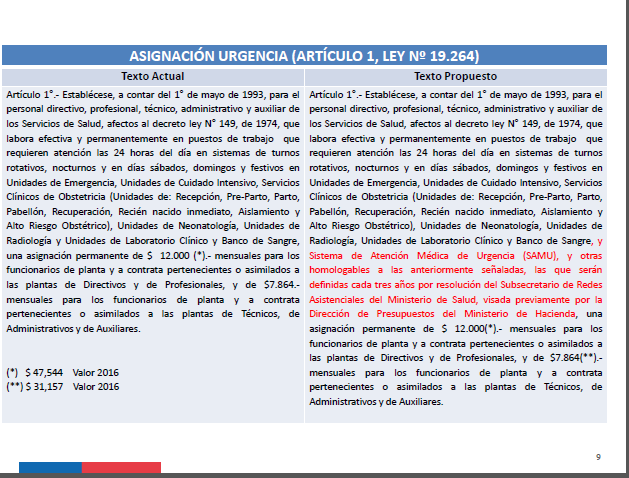 ASIGNACIÓN URGENCIA (ARTÍCULO 1, LEY Nº 19.264)
Texto Actual
Artículo 1°.- Establécese, a contar del 1° de mayo de 1993, para el
personal directivo, profesional, técnico, administrativo y auxiliar de
los Servicios de Salud, afectos al decreto ley N° 149, de 1974, que
labora efectiva y permanentemente en puestos de trabajo que
requieren atención las 24 horas del día en sistemas de turnos
rotativos, nocturnos y en días sábados, domingos y festivos en
Unidades de Emergencia, Unidades de Cuidado Intensivo, Servicios
Clínicos de Obstetricia (Unidades de: Recepción, Pre-Parto, Parto,
Pabellón, Recuperación, Recién nacido inmediato, Aislamiento y
Alto Riesgo Obstétrico), Unidades de Neonatología, Unidades de
Radiología y Unidades de Laboratorio Clínico y Banco de Sangre,
una asignación permanente de $ 12.000 (*).- mensuales para los
funcionarios de planta y a contrata pertenecientes o asimilados a
las plantas de Directivos y de Profesionales, y de $7.864.-
mensuales para los funcionarios de planta y a contrata
pertenecientes o asimilados a las plantas de Técnicos, de
Administrativos y de Auxiliares.
(*) $ 47,544 Valor 2016
(**) $ 31,157 Valor 2016
Texto Propuesto
Artículo 1°.- Establécese, a contar del 1° de mayo de 1993, para el
personal directivo, profesional, técnico, administrativo y auxiliar de
los Servicios de Salud, afectos al decreto ley N° 149, de 1974, que
labora efectiva y permanentemente en puestos de trabajo que
requieren atención las 24 horas del día en sistemas de turnos
rotativos, nocturnos y en días sábados, domingos y festivos en
Unidades de Emergencia, Unidades de Cuidado Intensivo, Servicios
Clínicos de Obstetricia (Unidades de: Recepción, Pre-Parto, Parto,
Pabellón, Recuperación, Recién nacido inmediato, Aislamiento y
Alto Riesgo Obstétrico), Unidades de Neonatología, Unidades de
Radiología, Unidades de Laboratorio Clínico y Banco de Sangre, y
Sistema de Atención Médica de Urgencia (SAMU), y otras
homologables a las anteriormente señaladas, las que serán
definidas cada tres años por resolución del Subsecretario de Redes
Asistenciales del Ministerio de Salud, visada previamente por la
Dirección de Presupuestos del Ministerio de Hacienda, una
asignación permanente de $ 12.000(*).- mensuales para los
funcionarios de planta y a contrata pertenecientes o asimilados a
las plantas de Directivos y de Profesionales, y de $7.864(**).-
mensuales para los funcionarios de planta y a contrata
pertenecientes o asimilados a las plantas de Técnicos, de
Administrativos y de Auxiliares.
9